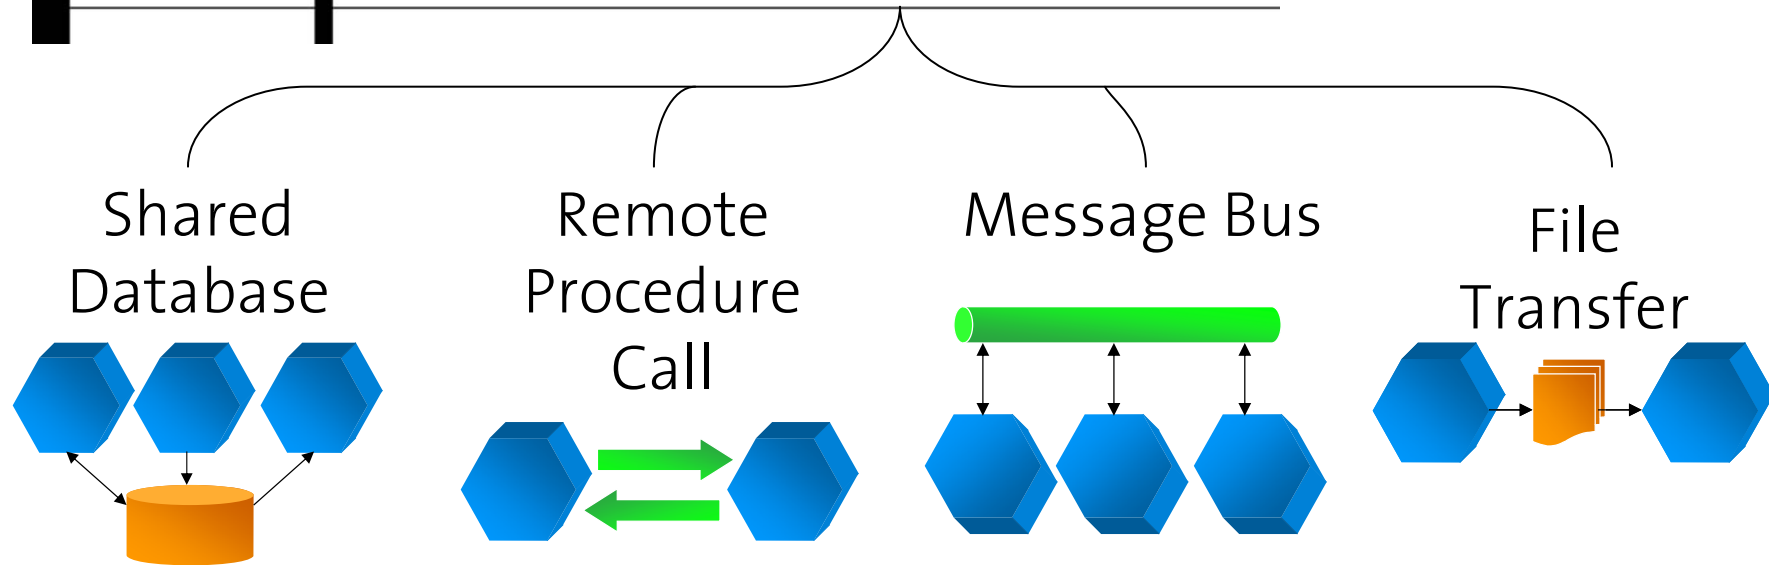 Shared
Database
Remote
Procedure
Call
Message Bus
File
Transfer